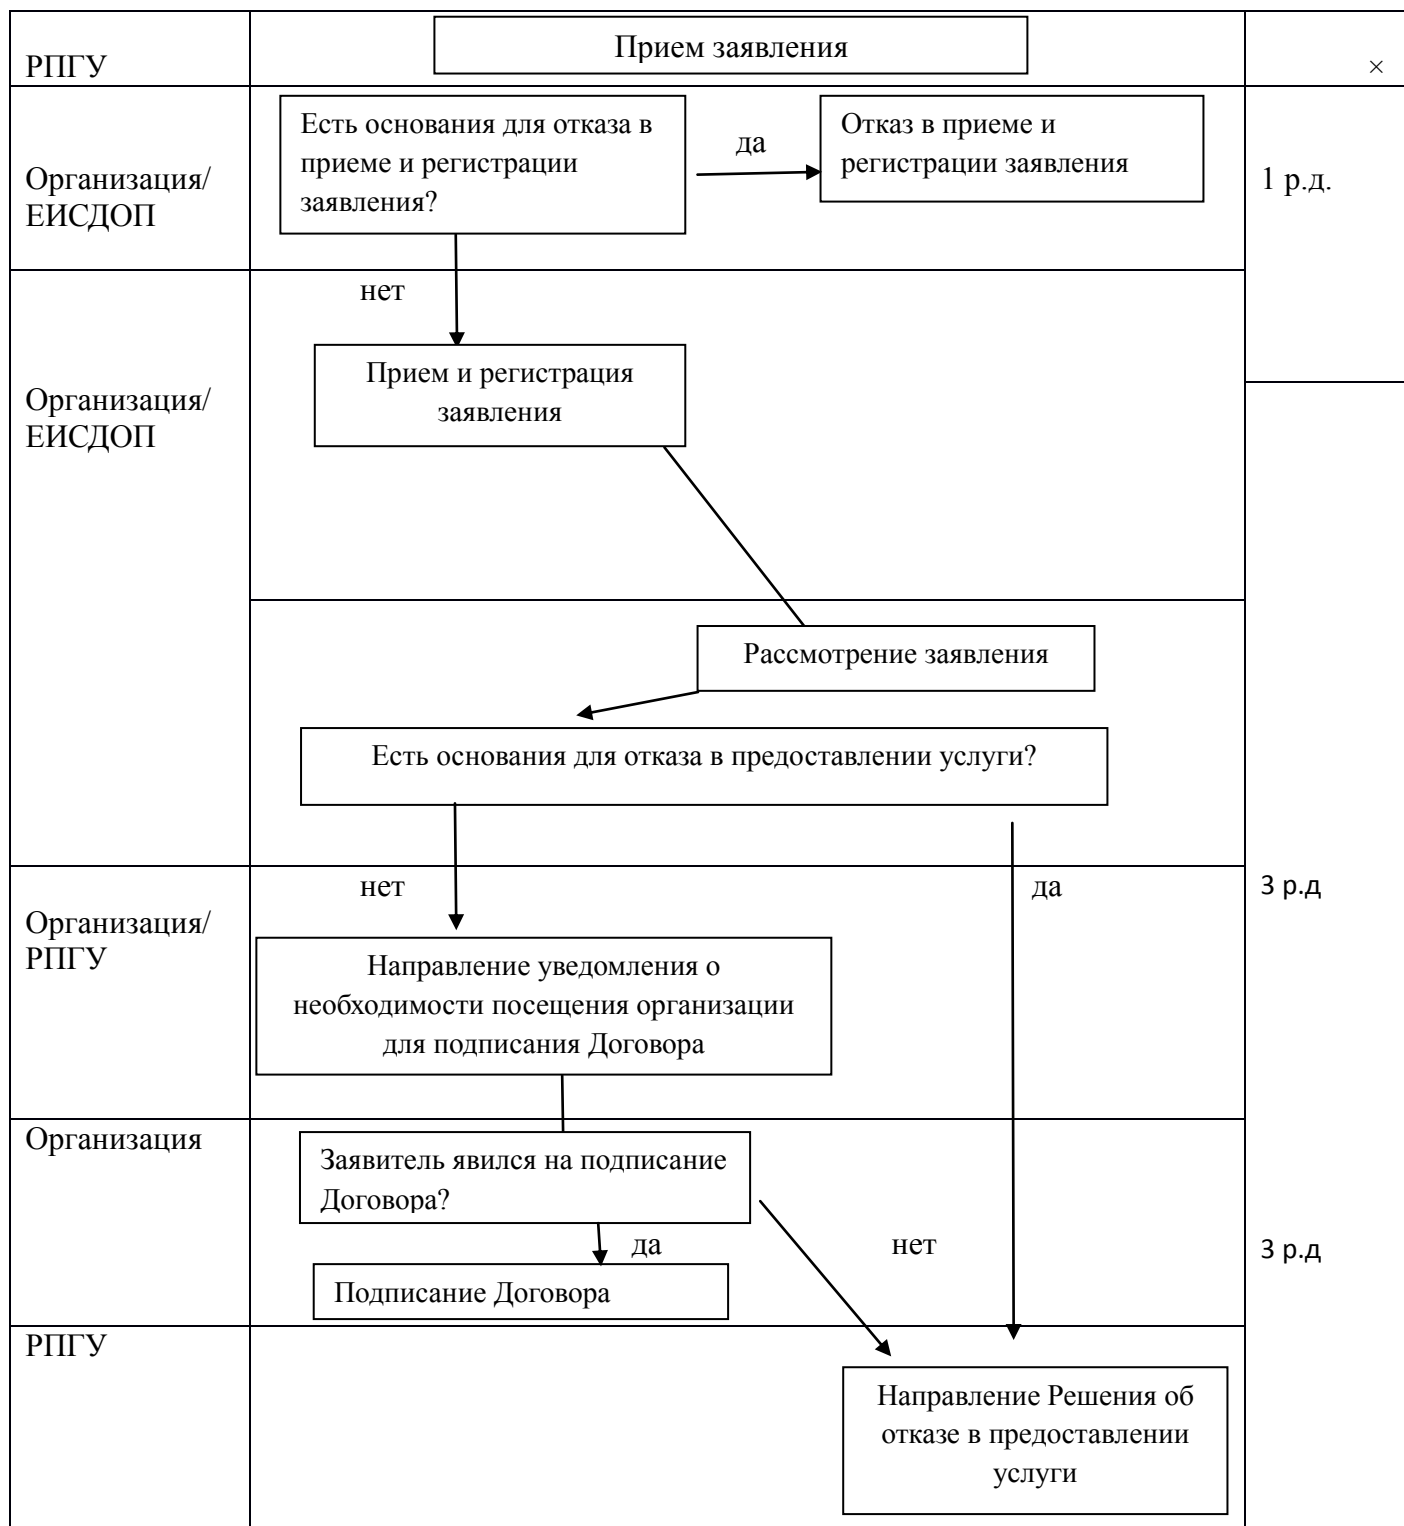 Прием заявления
РПГУ
×
Есть основания для отказа в
приеме и регистрации
заявления?
да
Отказ в приеме и
регистрации заявления
Организация/
ЕИСДОП
1 р.д.
нет
Прием и регистрация
заявления
Организация/
ЕИСДОП
Рассмотрение заявления
Есть основания для отказа в предоставлении услуги?
нет
да
3 р.д
Организация/
РПГУ
Направление уведомления о
необходимости посещения организации
для подписания Договора
Организация
Заявитель явился на подписание
Договора?
да
нет
3 р.д
Подписание Договора
РПГУ
Направление Решения об
отказе в предоставлении
услуги